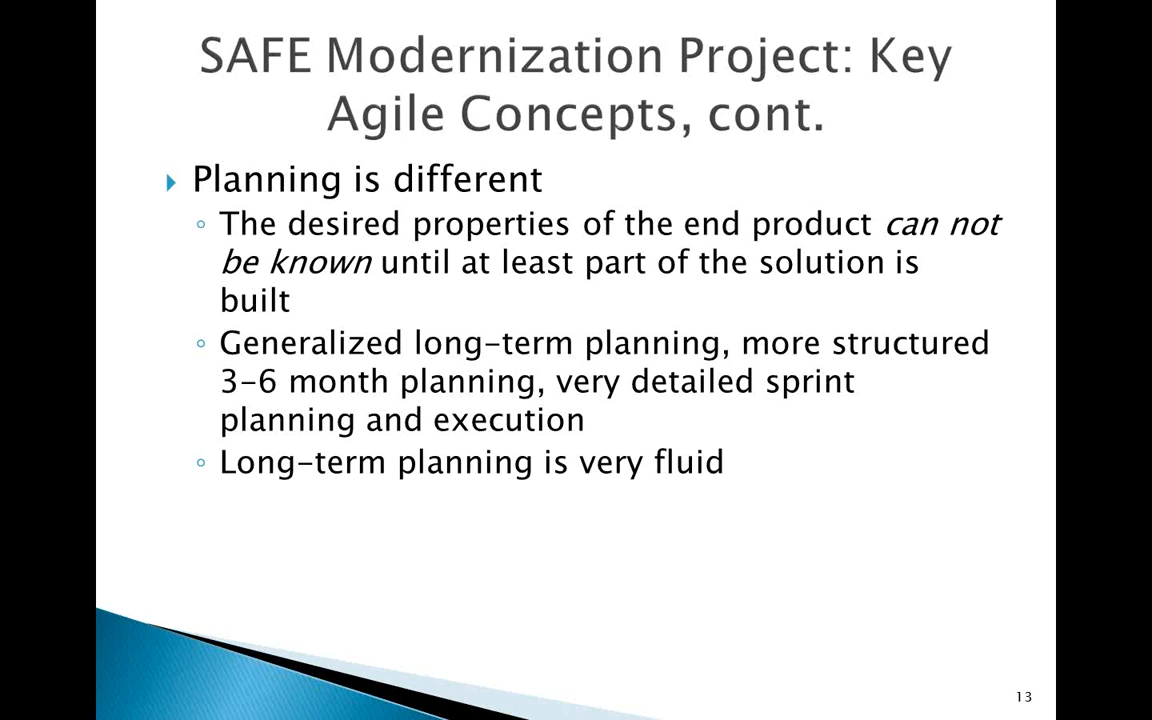 SAFE Modernization Project: Key
Agile Concepts, cont.
Planning is different
The desired properties of the end product can not
be known until at least part of the solution is
built
Generalized long-term planning, more structured
3-6 month planning, very detailed sprint
planning and execution
Long-term planning is very fluid
13